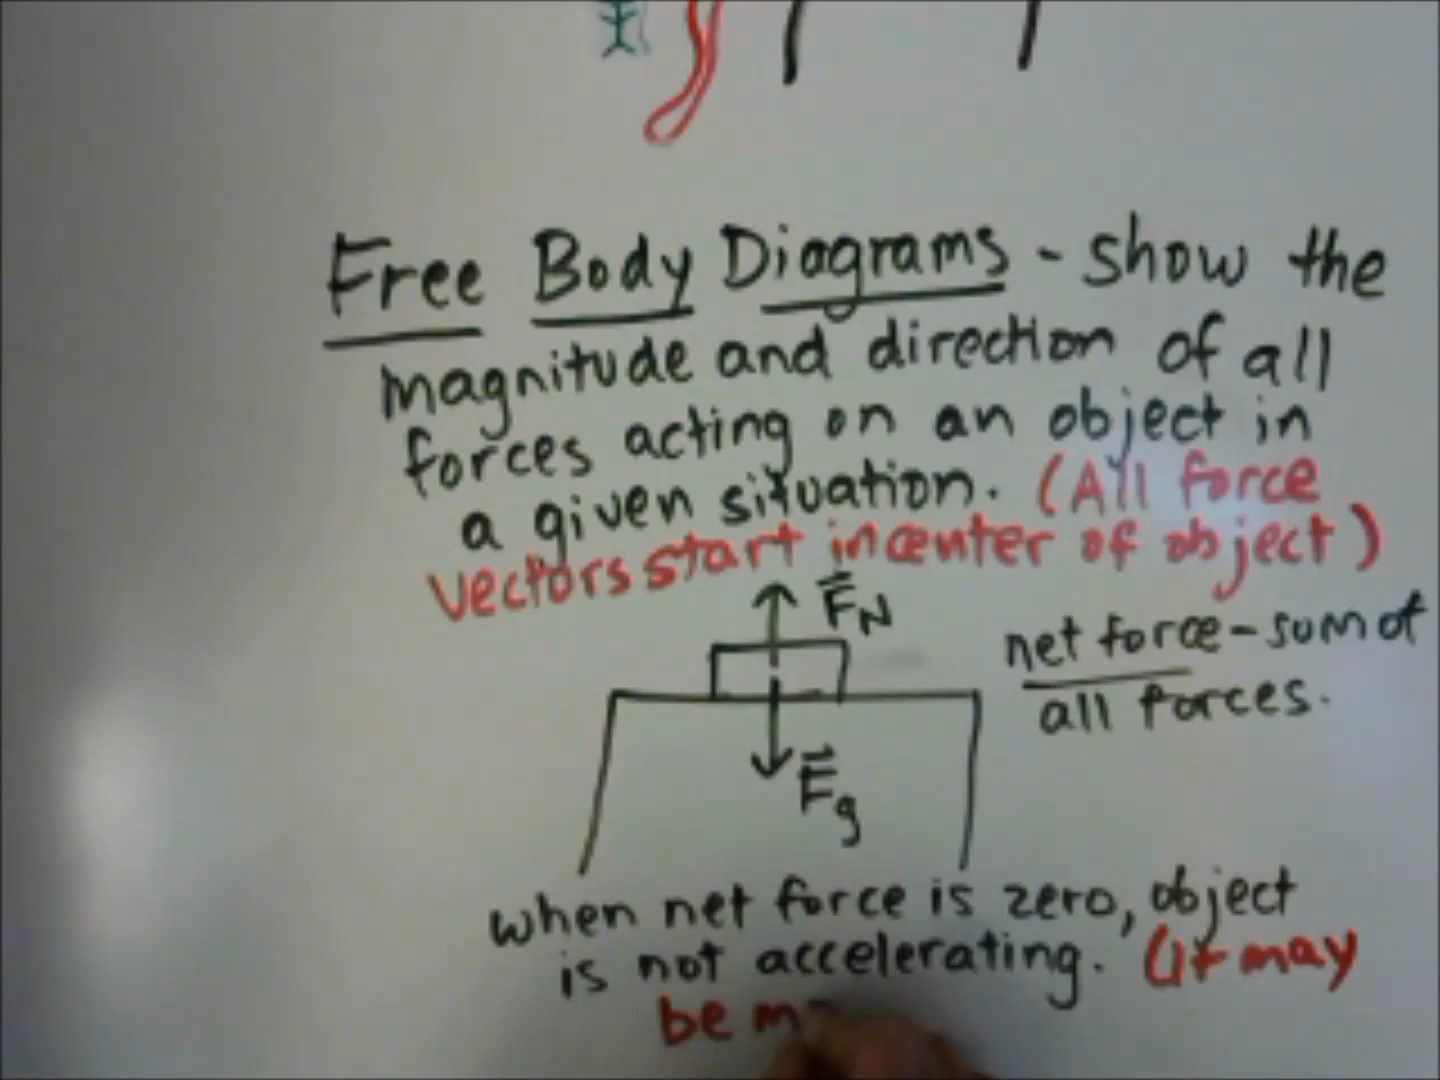 Free Body Diagrams - show the
magnitude and direction of all
forces acting on an object in
a given situation. (All force
vectors start in center of object)
F⃗N
net force - sum of
all forces.
F⃗g
when net force is zero, object
is not accelerating. (It may
be